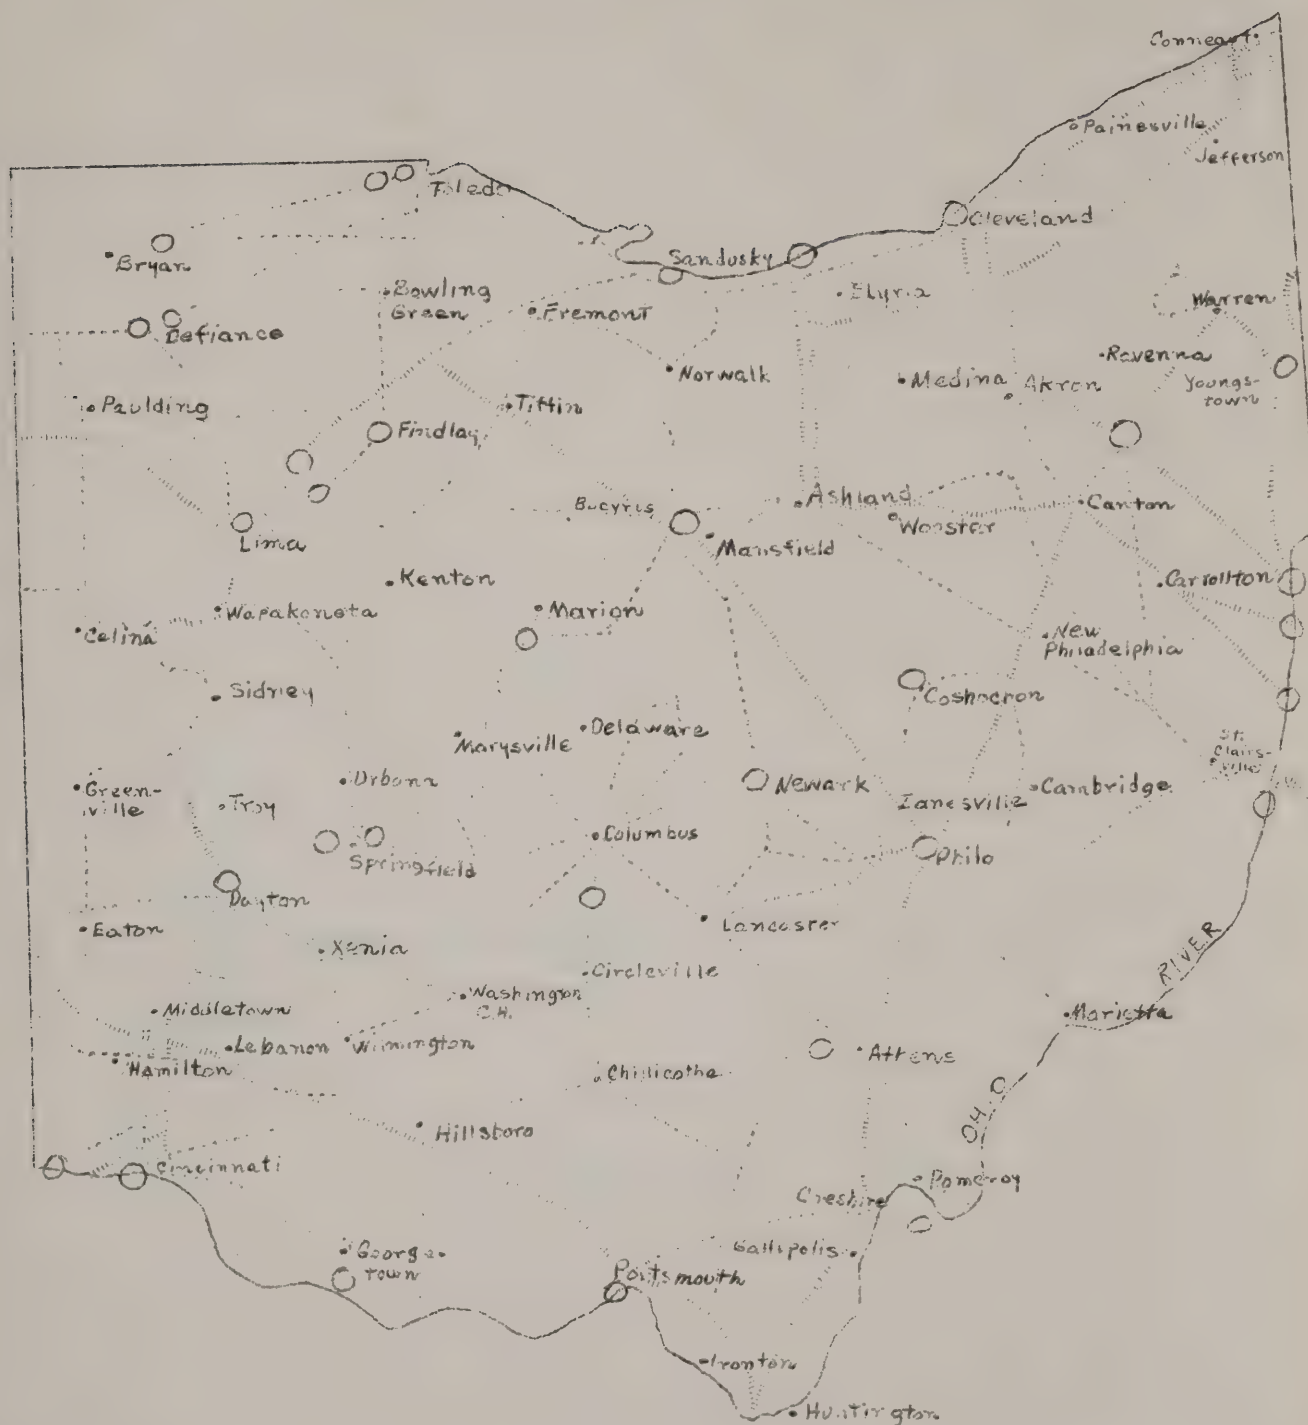 Conneaut
Painesville
Jefferson
Toledo
Cleveland
Bryan
Sandusky
Bowling
Green
Elyria
Fremont
Warren
Defiance
Ravenna
Norwalk
Medina
Akron
Youngs-
town
Paulding
Tiffin
Findlay
Bucyrus
Ashland
Wooster
Canton
Lima
Mansfield
Kenton
Carrollton
Wapakoneta
Marion
Celina
New
Philadelphia
Sidney
Coshocron
Delaware
Marysville
St.
Clairs-
ville
Urbana
Newark
Cambridge
Green-
ville
Troy
Zanesville
Columbus
Springfield
Philo
Dayton
Lancaster
Eaton
Xenia
RIVER
Circleville
Washington
C.H.
Middletown
Marietta
Lebanon
Wilmington
Athens
Hamilton
Chillicothe
OHIO
Hillsboro
Cincinnati
Pomeroy
Cheshire
George-
town
Gallipolis
Portsmouth
Ironton
Huntington